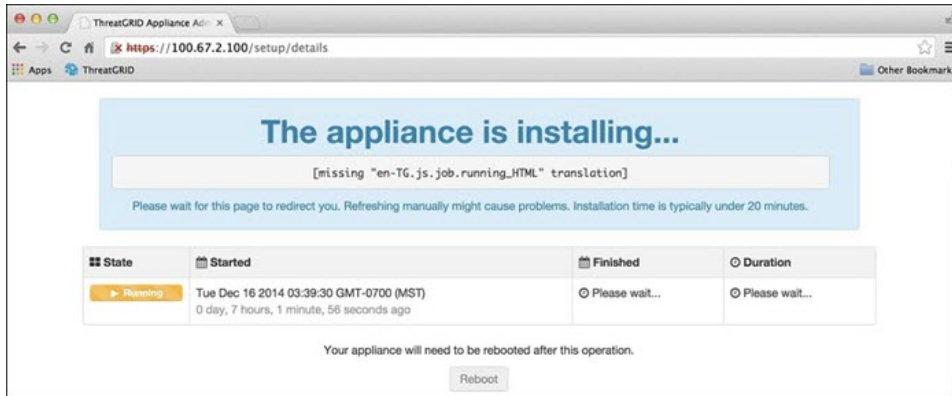 ThreatGRID Appliance Adn
https://100.67.2.100/setup/details
Apps ThreatGRID Other Bookmark
The appliance is installing...
[missing "en-TG.js.job.running_HTML" translation]
Please wait for this page to redirect you. Refreshing manually might cause problems. Installation time is typically under 20 minutes.
State Started Finished Duration
Running Tue Dec 16 2014 03:39:30 GMT-0700 (MST) Please wait... Please wait...
0 day, 7 hours, 1 minute, 56 seconds ago
Your appliance will need to be rebooted after this operation.
Reboot